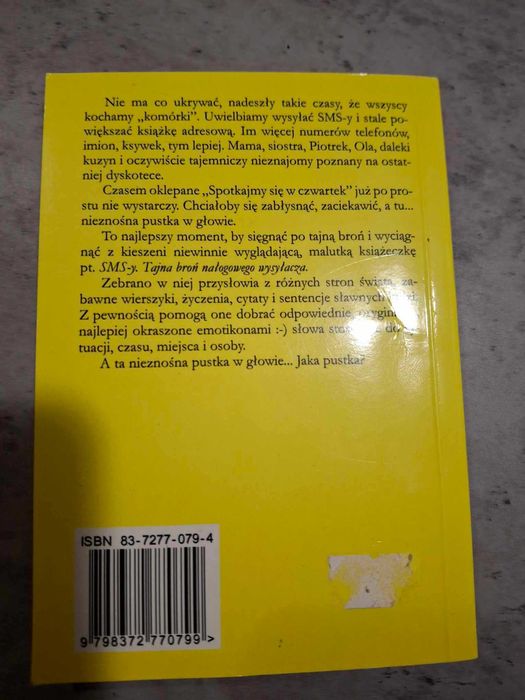 Nie ma co ukrywać, nadeszły takie czasy, że wszyscy
kochamy „komórki”. Uwielbiamy wysyłać SMS-y i stale po-
większać książkę adresową. Im więcej numerów telefonów,
imion, ksywek, tym lepiej. Mama, siostra, Piotrek, Ola, daleki
kuzyn i oczywiście tajemniczy nieznajomy poznany na ostat-
niej dyskotece.
Czasem oklepane „Spotkajmy się w czwartek” już po pro-
stu nie wystarczy. Chciałoby się zabłysnąć, zaciekawić, a tu...
nieznośna pustka w głowie.
To najlepszy moment, by sięgnąć po tajną broń i wyciąg-
nąć z kieszeni niewinnie wyglądającą, malutką książeczkę
pt. SMS-y. Tajna broń nałogowego wysyłacza.
Zebrano w niej przysłowia z różnych stron świata, za-
bawne wierszyki, życzenia, cytaty i sentencje sławnych
Z pewnością pomogą one dobrać odpowiednie,
najlepiej okraszone emotikonami :-) słowa do
tuacji, czasu, miejsca i osoby.
A ta nieznośna pustka w głowie... Jaka pustka?
ISBN 83-7277-079-4
9 798372 770799 >